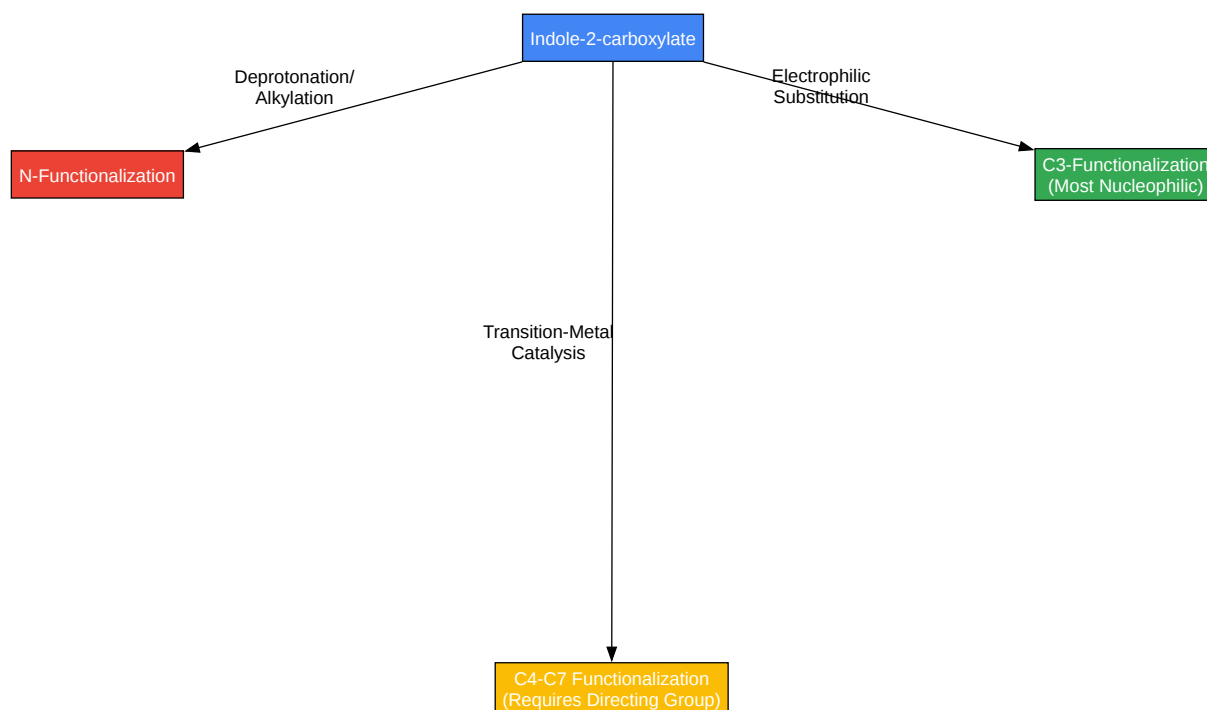 Indole-2-carboxylate
Deprotonation/
Alkylation
Electrophilic
Substitution
N-Functionalization
C3-Functionalization
(Most Nucleophilic)
Transition-Metal
Catalysis
C4-C7 Functionalization
(Requires Directing Group)